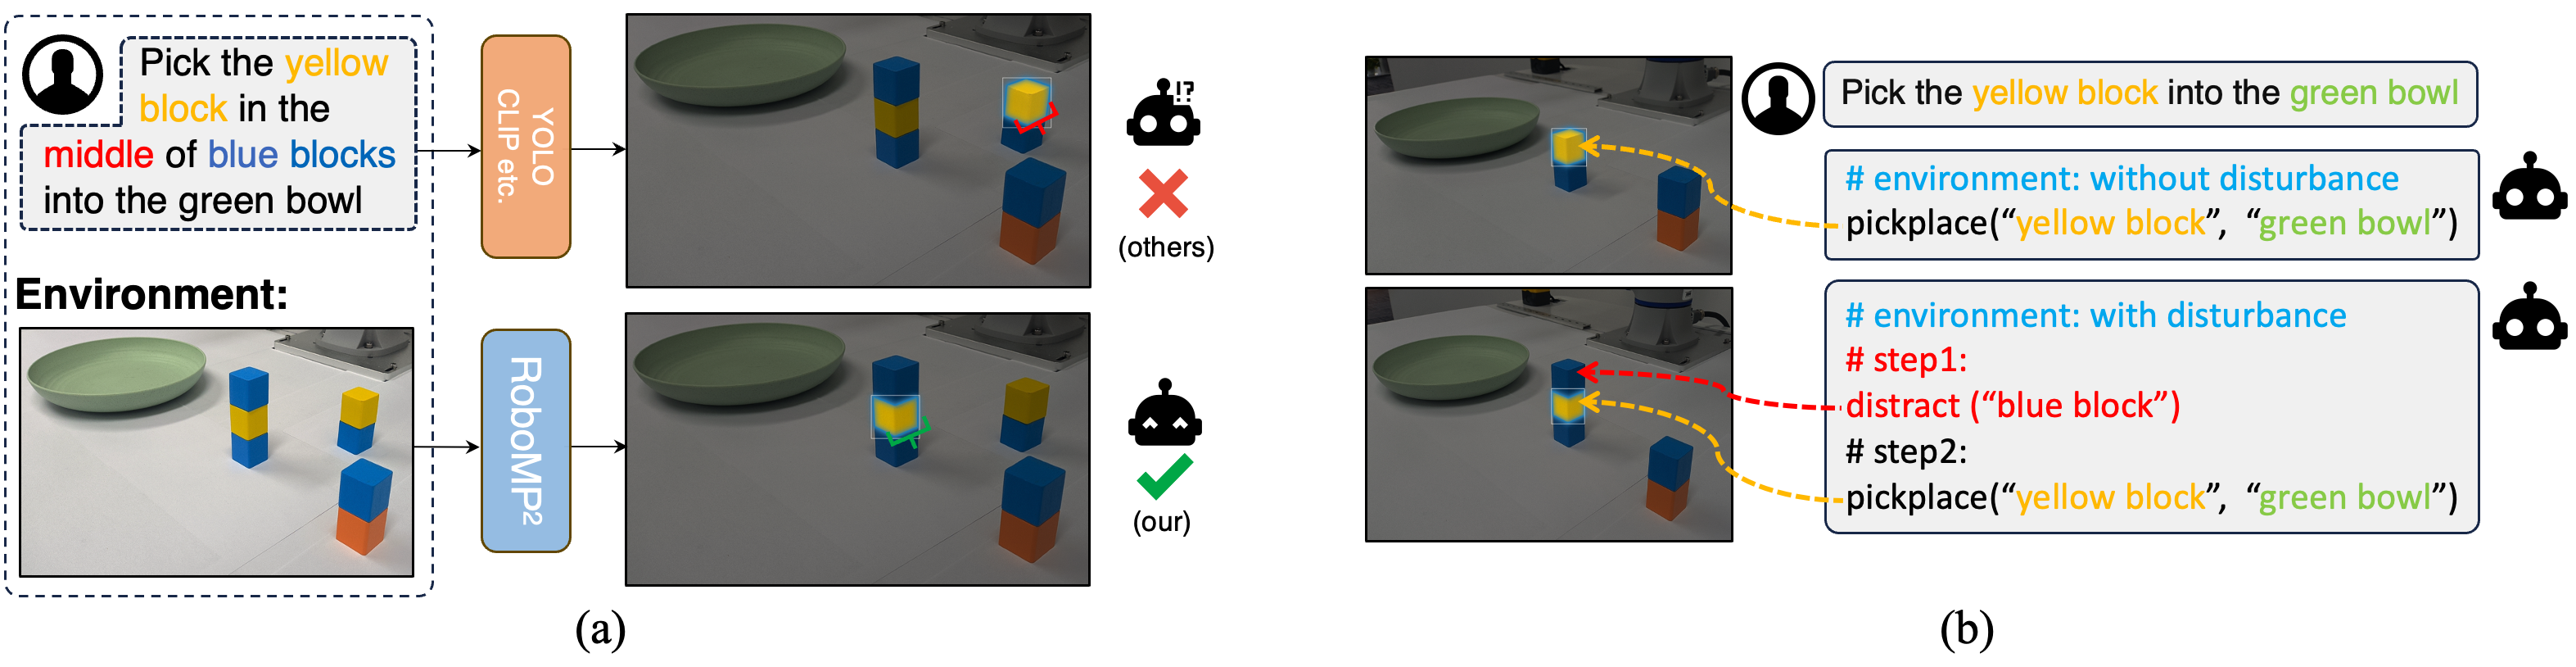 Pick the yellow
block in the
middle of blue blocks
into the green bowl
Environment:
YOLO
CLIP etc.
RoboMP²
!?
(others)
(our)
(a)
Pick the yellow block into the green bowl
# environment: without disturbance
pickplace(“yellow block”, “green bowl”)
# environment: with disturbance
# step1:
distract (“blue block”)
# step2:
pickplace(“yellow block”, “green bowl”)
(b)